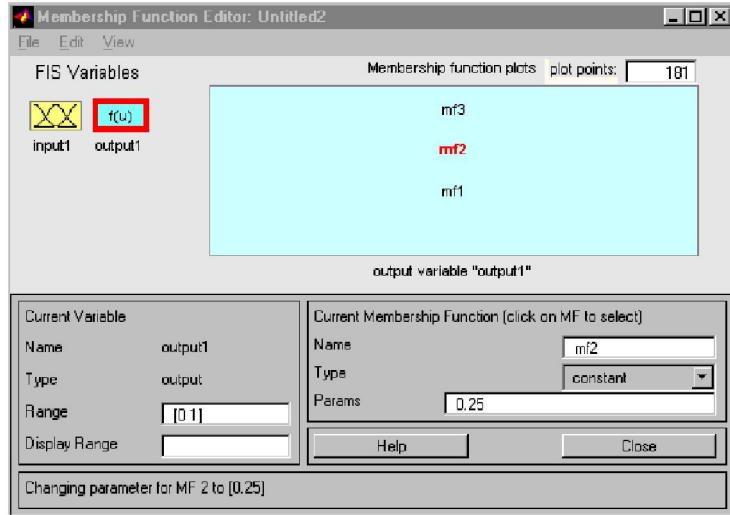 Membership Function Editor: Untitled2
File Edit View
FIS Variables
Membership function plots plot points: 181
f(u)
input1 output1
mf3
mf2
mf1
output variable "output1"
Current Variable
Name output1
Type output
Range [0 1]
Display Range
Current Membership Function (click on MF to select)
Name mf2
Type constant
Params 0.25
Help Close
Changing parameter for MF 2 to [0.25]